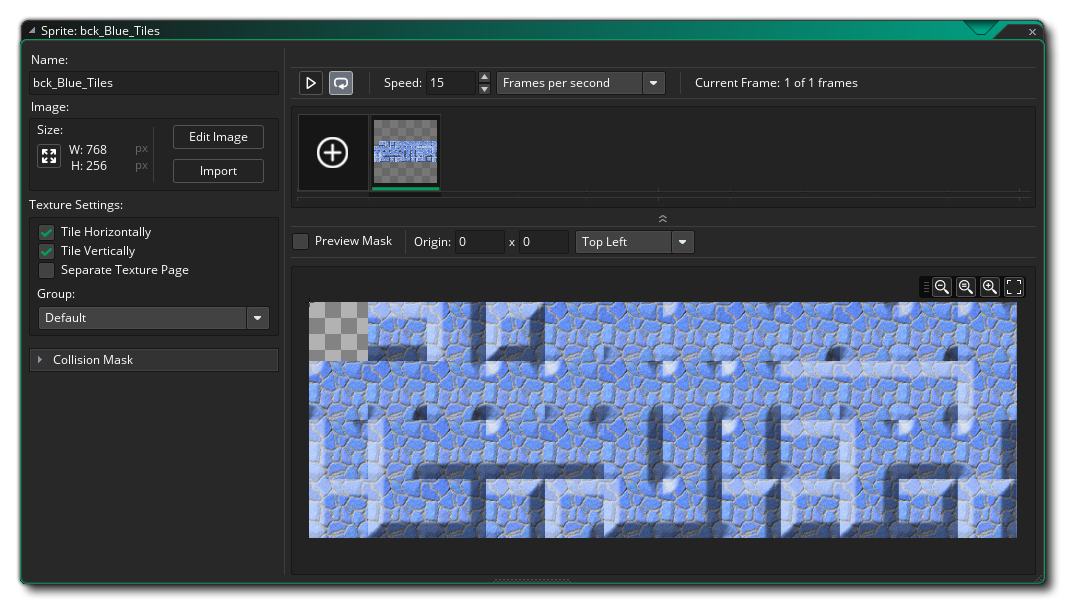 Sprite: bck_Blue_Tiles
Name:
bck_Blue_Tiles
Image:
Size:
W: 768 px
H: 256 px
Edit Image
Import
Texture Settings:
Tile Horizontally
Tile Vertically
Separate Texture Page
Group:
Default
Collision Mask
Speed: 15 Frames per second Current Frame: 1 of 1 frames
Preview Mask Origin: 0 x 0 Top Left